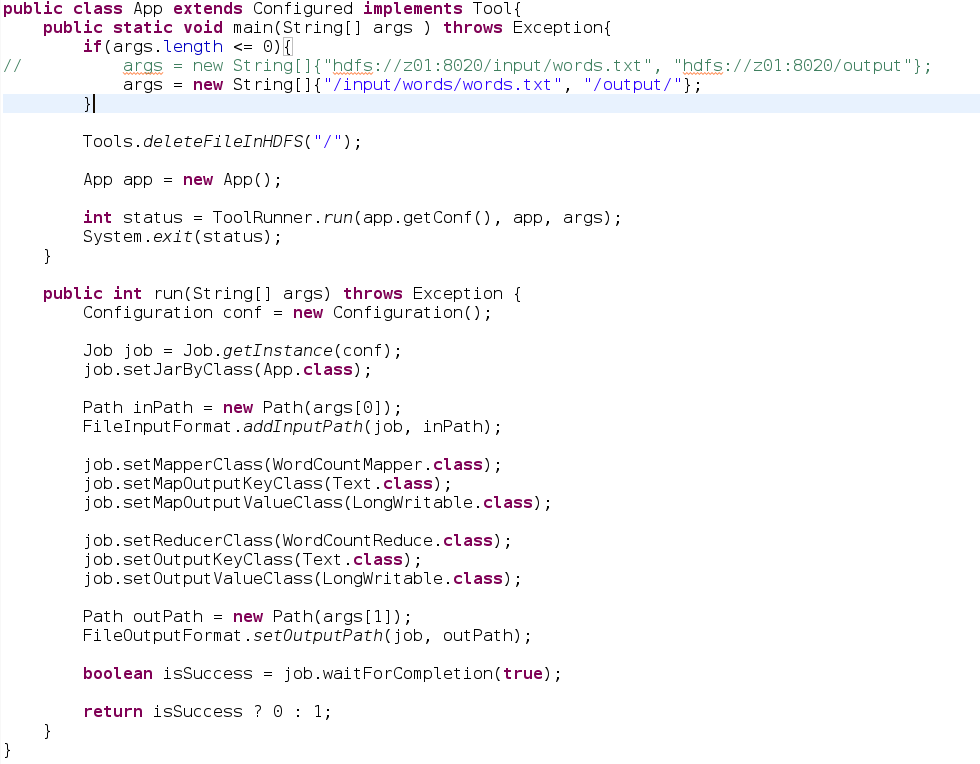 public class App extends Configured implements Tool{
    public static void main(String[] args ) throws Exception{
        if(args.length <= 0){
//          args = new String[]{"hdfs://z01:8020/input/words.txt", "hdfs://z01:8020/output"};
            args = new String[]{"/input/words/words.txt", "/output/"};
        }
        Tools.deleteFileInHDFS("/");
        App app = new App();
        int status = ToolRunner.run(app.getConf(), app, args);
        System.exit(status);
    }
    public int run(String[] args) throws Exception {
        Configuration conf = new Configuration();
        Job job = Job.getInstance(conf);
        job.setJarByClass(App.class);
        Path inPath = new Path(args[0]);
        FileInputFormat.addInputPath(job, inPath);
        job.setMapperClass(WordCountMapper.class);
        job.setMapOutputKeyClass(Text.class);
        job.setMapOutputValueClass(LongWritable.class);
        job.setReducerClass(WordCountReduce.class);
        job.setOutputKeyClass(Text.class);
        job.setOutputValueClass(LongWritable.class);
        Path outPath = new Path(args[1]);
        FileOutputFormat.setOutputPath(job, outPath);
        boolean isSuccess = job.waitForCompletion(true);
        return isSuccess ? 0 : 1;
    }
}